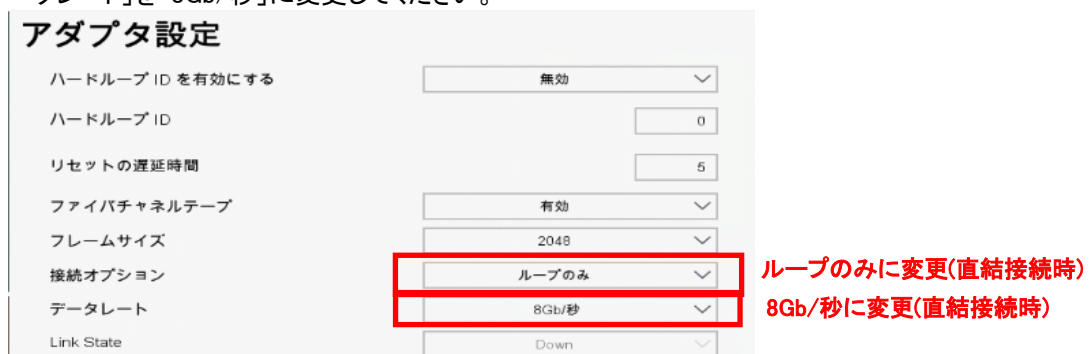 アダプタ設定
ハードループ ID を有効にする 無効
ハードループ ID 0
リセットの遅延時間 5
ファイバチャネルテープ 有効
フレームサイズ 2048
接続オプション ループのみ ループのみに変更(直結接続時)
データレート 8Gb/秒 8Gb/秒に変更(直結接続時)
Link State Down